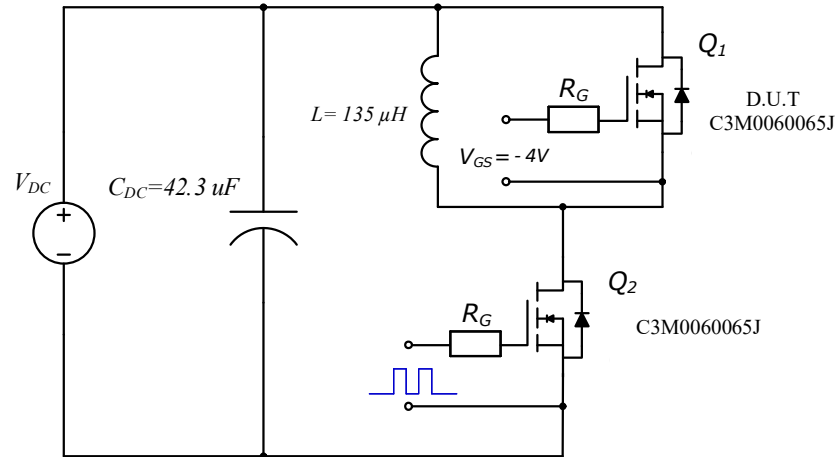 Q1
RG
D.U.T
C3M0060065J
L= 135 µH
VGS = - 4V
VDC
+
−
CDC=42.3 uF
Q2
RG
C3M0060065J